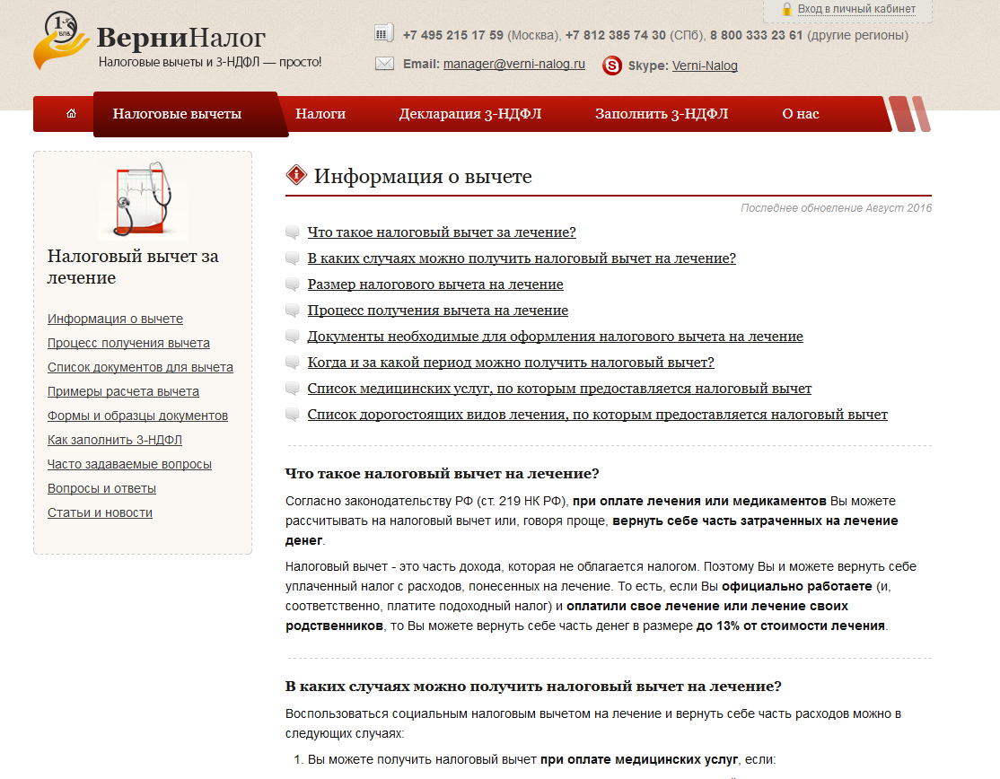 Вход в личный кабинет
ВерниНалог
Налоговые вычеты и 3-НДФЛ — просто!
+7 495 215 17 59 (Москва), +7 812 385 74 30 (СПб), 8 800 333 23 61 (другие регионы)
Email: manager@verni-nalog.ru Skype: Verni-Nalog
Налоговые вычеты Налоги Декларация 3-НДФЛ Заполнить 3-НДФЛ О нас
Налоговый вычет за
лечение
Информация о вычете
Процесс получения вычета
Список документов для вычета
Примеры расчета вычета
Формы и образцы документов
Как заполнить 3-НДФЛ
Часто задаваемые вопросы
Вопросы и ответы
Статьи и новости
Информация о вычете
Последнее обновление Август 2016
Что такое налоговый вычет за лечение?
В каких случаях можно получить налоговый вычет на лечение?
Размер налогового вычета на лечение
Процесс получения вычета на лечение
Документы необходимые для оформления налогового вычета на лечение
Когда и за какой период можно получить налоговый вычет?
Список медицинских услуг, по которым предоставляется налоговый вычет
Список дорогостоящих видов лечения, по которым предоставляется налоговый вычет
Что такое налоговый вычет на лечение?
Согласно законодательству РФ (ст. 219 НК РФ), при оплате лечения или медикаментов Вы можете
рассчитывать на налоговый вычет или, говоря проще, вернуть себе часть затраченных на лечение
денег.
Налоговый вычет - это часть дохода, которая не облагается налогом. Поэтому Вы и можете вернуть себе
уплаченный налог с расходов, понесенных на лечение. То есть, если Вы официально работаете (и,
соответственно, платите подоходный налог) и оплатили свое лечение или лечение своих
родственников, то Вы можете вернуть себе часть денег в размере до 13% от стоимости лечения.
В каких случаях можно получить налоговый вычет на лечение?
Воспользоваться социальным налоговым вычетом на лечение и вернуть себе часть расходов можно в
следующих случаях:
1. Вы можете получить налоговый вычет при оплате медицинских услуг, если: